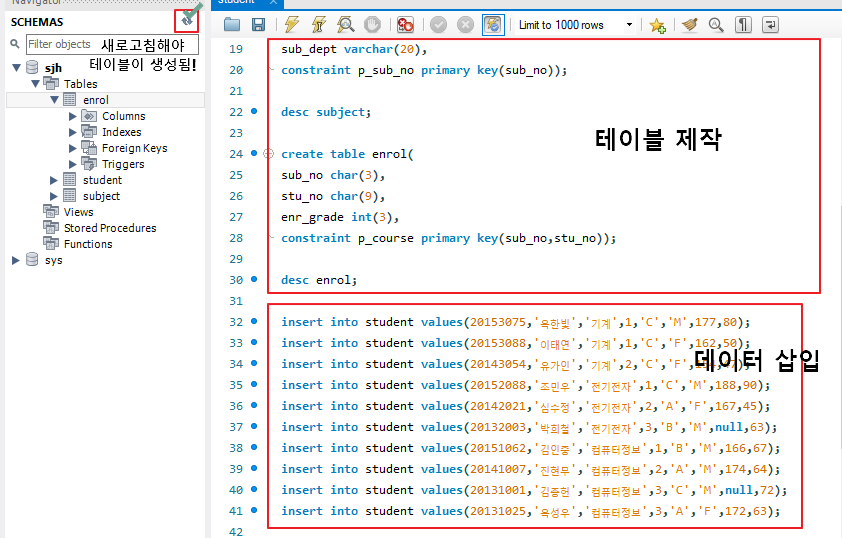 Navigator
SCHEMAS
Filter objects
새로고침해야
테이블이 생성됨!
sjh
Tables
enrol
Columns
Indexes
Foreign Keys
Triggers
student
subject
Views
Stored Procedures
Functions
sys
student
Limit to 1000 rows
19 sub_dept varchar(20),
20 constraint p_sub_no primary key(sub_no));
21
22 desc subject;
23
24 create table enrol(
25 sub_no char(3),
26 stu_no char(9),
27 enr_grade int(3),
28 constraint p_course primary key(sub_no,stu_no));
29
30 desc enrol;
31
테이블 제작
32 insert into student values(20153075,'옥한빛','기계',1,'C','M',177,80);
33 insert into student values(20153088,'이태연','기계',1,'C','F',162,50);
34 insert into student values(20143054,'유가인','기계',2,'C','F',
35 insert into student values(20152088,'조민우','전기전자',1,'C','M',188,90);
36 insert into student values(20142021,'심수정','전기전자',2,'A','F',167,45);
37 insert into student values(20132003,'박희철','전기전자',3,'B','M',null,63);
38 insert into student values(20151062,'김인중','컴퓨터정보',1,'B','M',166,67);
39 insert into student values(20141007,'진현무','컴퓨터정보',2,'A','M',174,64);
40 insert into student values(20131001,'김종헌','컴퓨터정보',3,'C','M',null,72);
41 insert into student values(20131025,'옥성우','컴퓨터정보',3,'A','F',172,63);
42
데이터 삽입